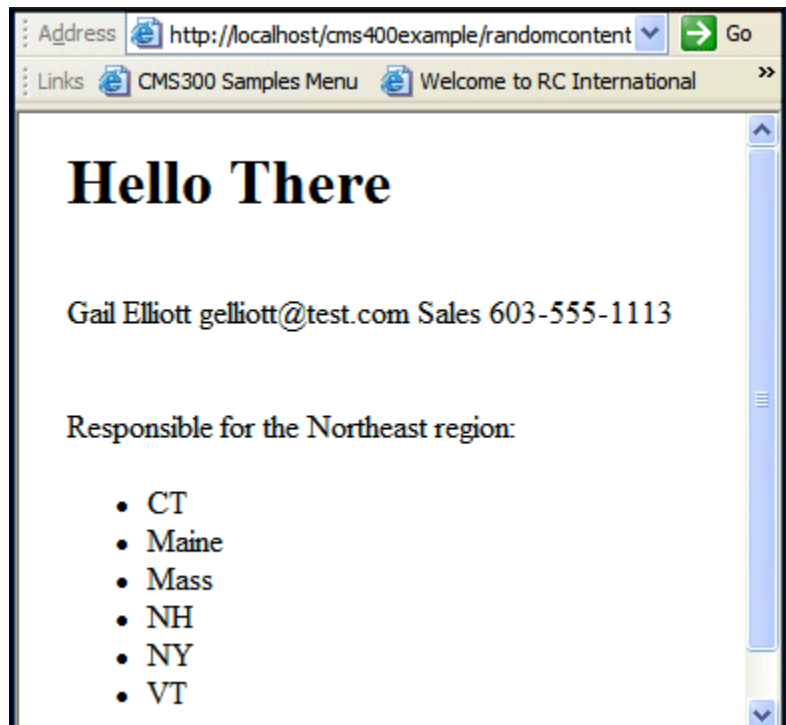 Address http://localhost/cms400example/randomcontent Go
Links CMS300 Samples Menu Welcome to RC International »
Hello There
Gail Elliott gelliott@test.com Sales 603-555-1113
Responsible for the Northeast region:
• CT
• Maine
• Mass
• NH
• NY
• VT